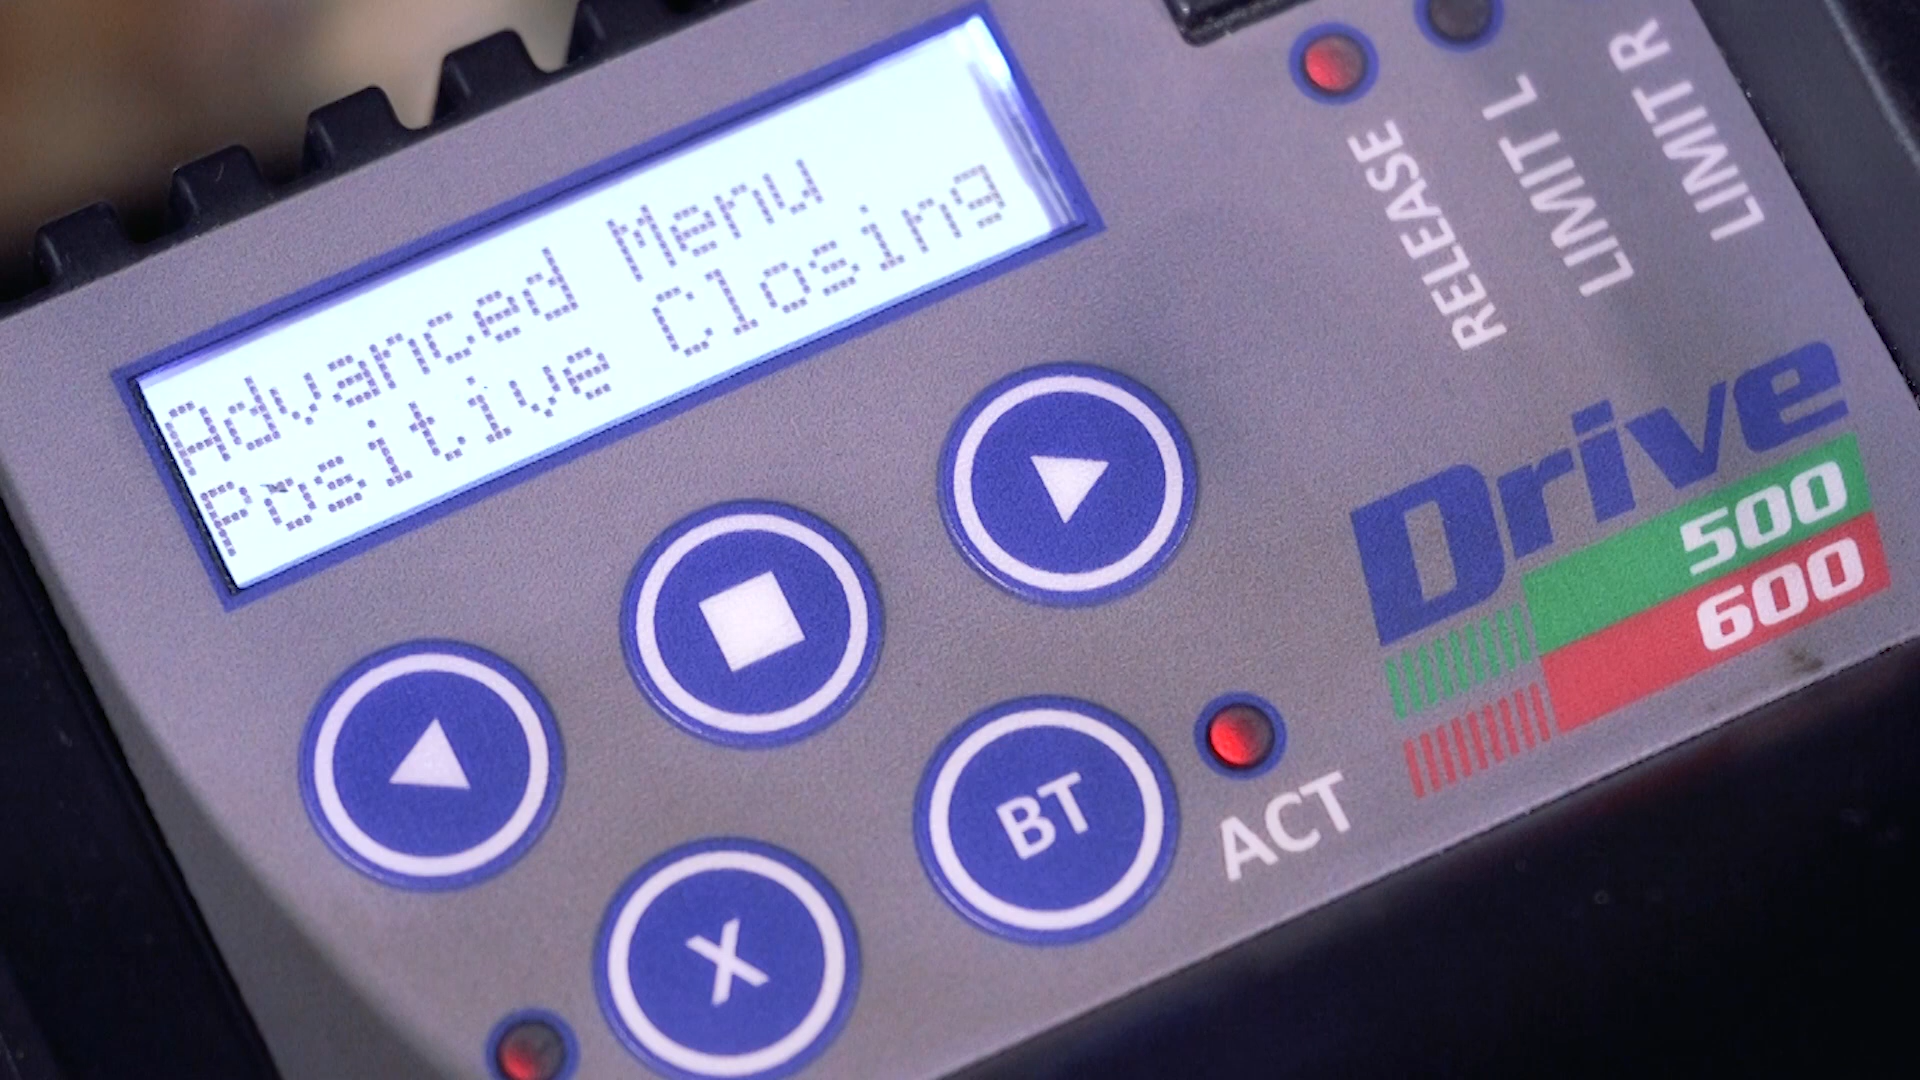 Advanced Menu
Positive Closing
RELEASE
LIMIT L
LIMIT R
Drive
500
600
BT
ACT
X